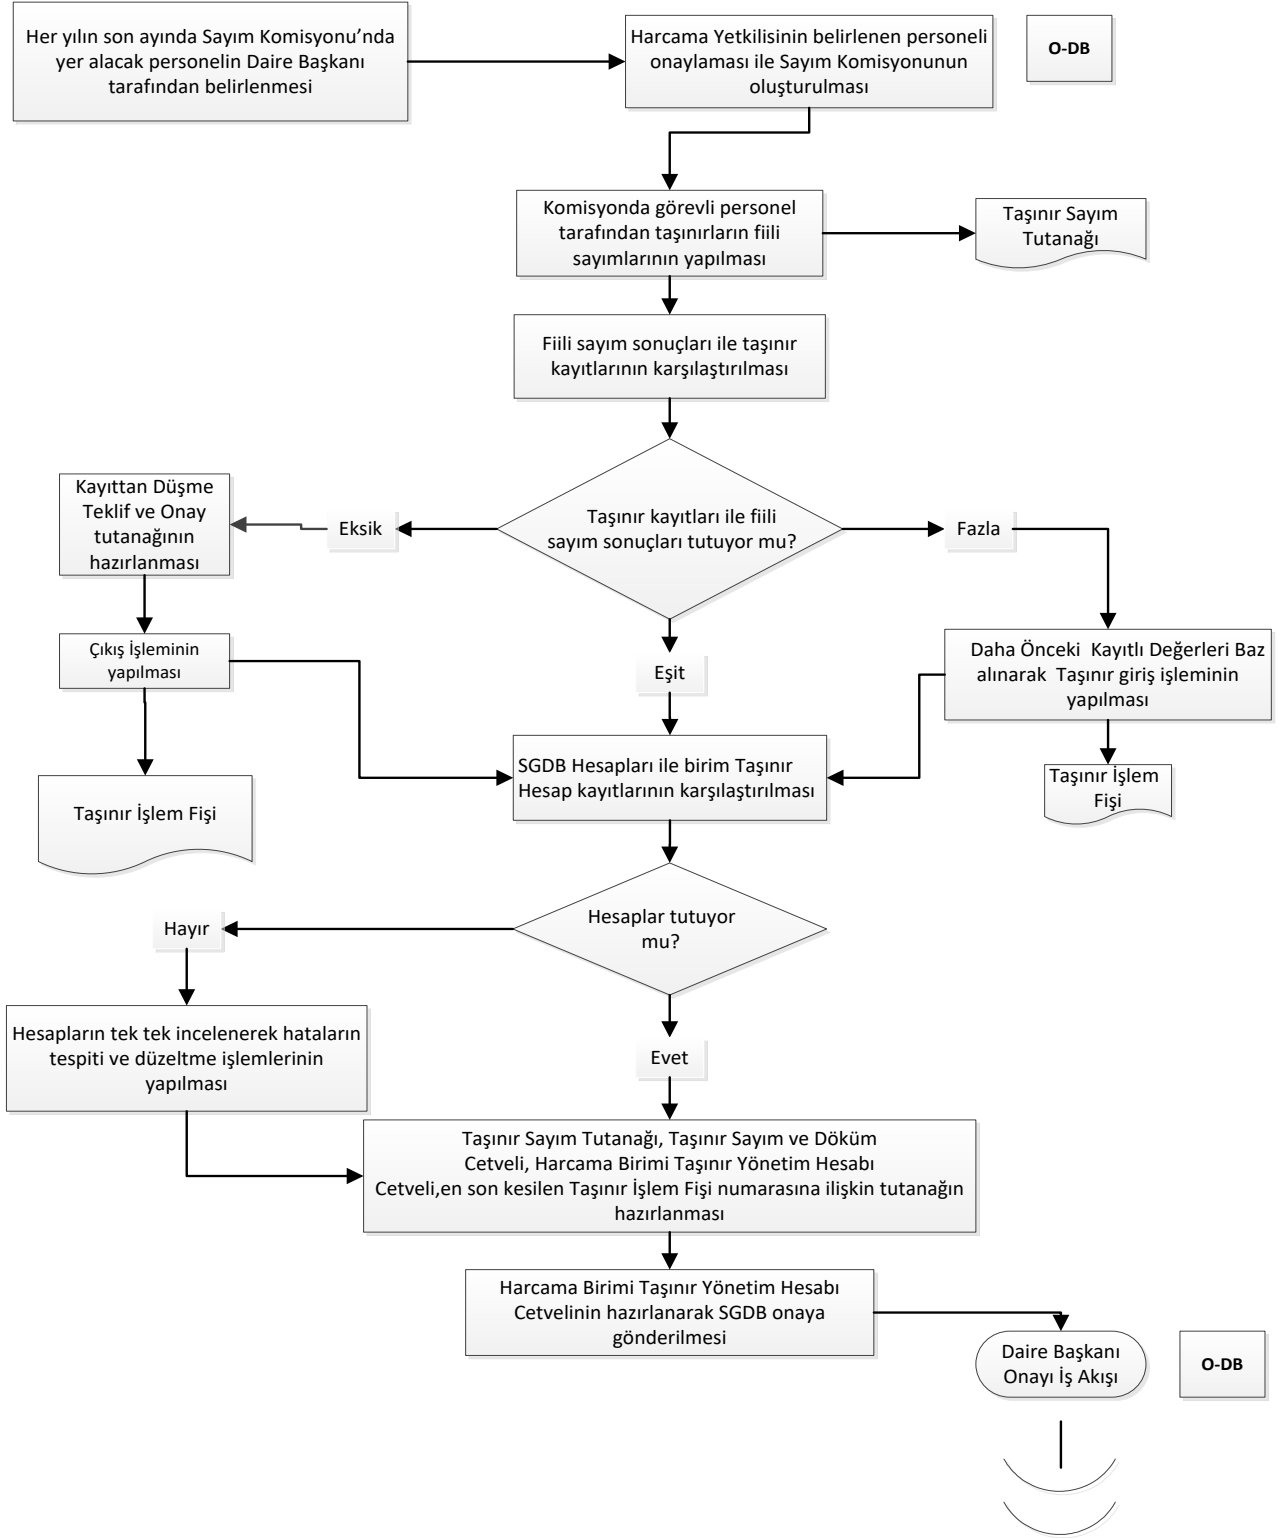 Her yılın son ayında Sayım Komisyonu’nda
yer alacak personelin Daire Başkanı
tarafından belirlenmesi
Harcama Yetkilisinin belirlenen personeli
onaylaması ile Sayım Komisyonunun
oluşturulması
O-DB
Komisyonda görevli personel
tarafından taşınırların fiili
sayımlarının yapılması
Taşınır Sayım
Tutanağı
Fiili sayım sonuçları ile taşınır
kayıtlarının karşılaştırılması
Kayıttan Düşme
Teklif ve Onay
tutanağının
hazırlanması
Eksik
Taşınır kayıtları ile fiili
sayım sonuçları tutuyor mu?
Fazla
Çıkış İşleminin
yapılması
Eşit
Daha Önceki  Kayıtlı Değerleri Baz
alınarak  Taşınır giriş işleminin
yapılması
SGDB Hesapları ile birim Taşınır
Hesap kayıtlarının karşılaştırılması
Taşınır İşlem Fişi
Taşınır İşlem
Fişi
Hesaplar tutuyor
mu?
Hayır
Hesapların tek tek incelenerek hataların
tespiti ve düzeltme işlemlerinin
yapılması
Evet
Taşınır Sayım Tutanağı, Taşınır Sayım ve Döküm
Cetveli, Harcama Birimi Taşınır Yönetim Hesabı
Cetveli,en son kesilen Taşınır İşlem Fişi numarasına ilişkin tutanağın
hazırlanması
Harcama Birimi Taşınır Yönetim Hesabı
Cetvelinin hazırlanarak SGDB onaya
gönderilmesi
Daire Başkanı
Onayı İş Akışı
O-DB